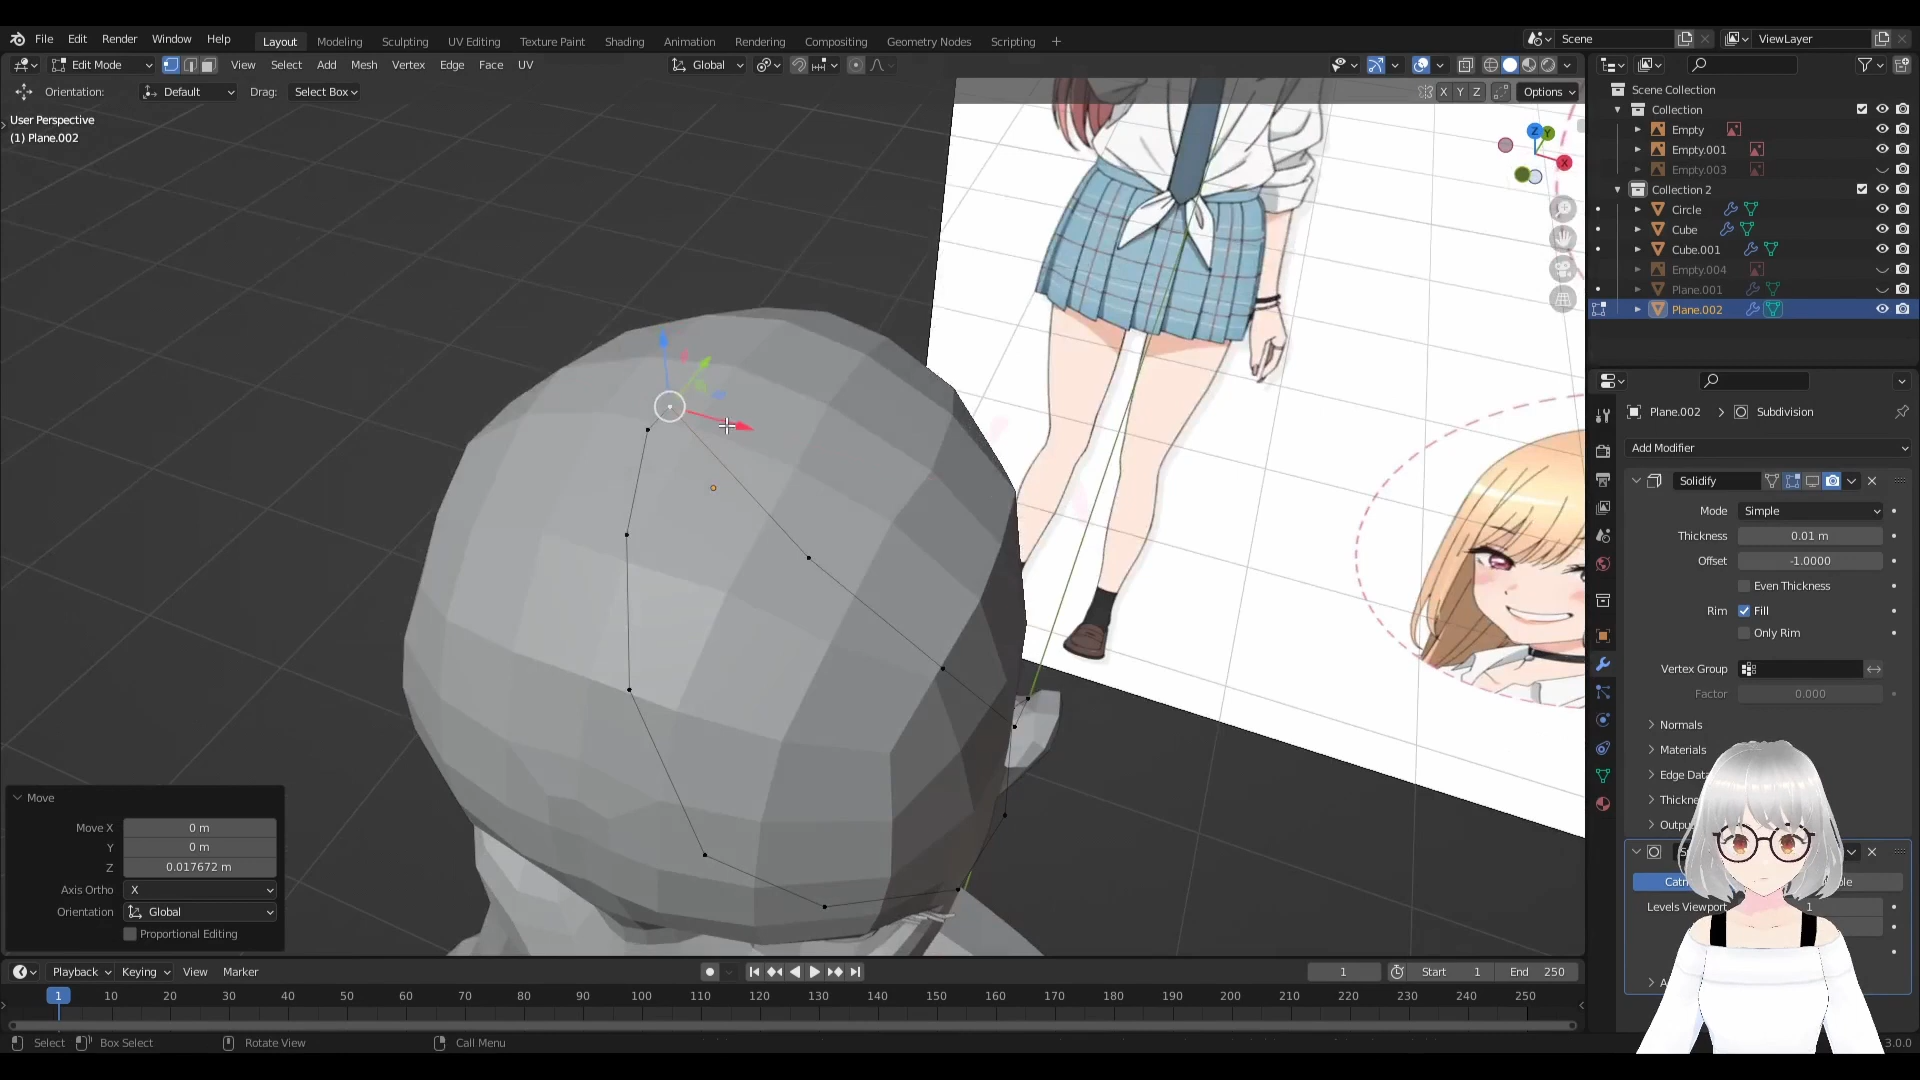 File Edit Render Window Help Layout Modeling Sculpting UV Editing Texture Paint Shading Animation Rendering Compositing Geometry Nodes Scripting + Scene ViewLayer
Edit Mode View Select Add Mesh Vertex Edge Face UV Global
Orientation: Default Drag: Select Box X Y Z Options
User Perspective
(1) Plane.002
Z Y X
Scene Collection
Collection
Empty
Empty.001
Empty.003
Collection 2
Circle
Cube
Cube.001
Empty.004
Plane.001
Plane.002
Plane.002 > Subdivision
Add Modifier
Solidify
Mode Simple
Thickness 0.01 m
Offset -1.0000
Even Thickness
Rim Fill
Only Rim
Vertex Group
Factor 0.000
Normals
Materials
Edge Data
Levels Viewport 1
Move
Move X 0 m
Y 0 m
Z 0.017672 m
Axis Ortho X
Orientation Global
Proportional Editing
Playback Keying View Marker 1 Start 1 End 250
1 10 20 30 40 50 60 70 80 90 100 110 120 130 140 150 160 170 180 190 200 210 220 230 240 250
Select Box Select Rotate View Call Menu 3.0.0